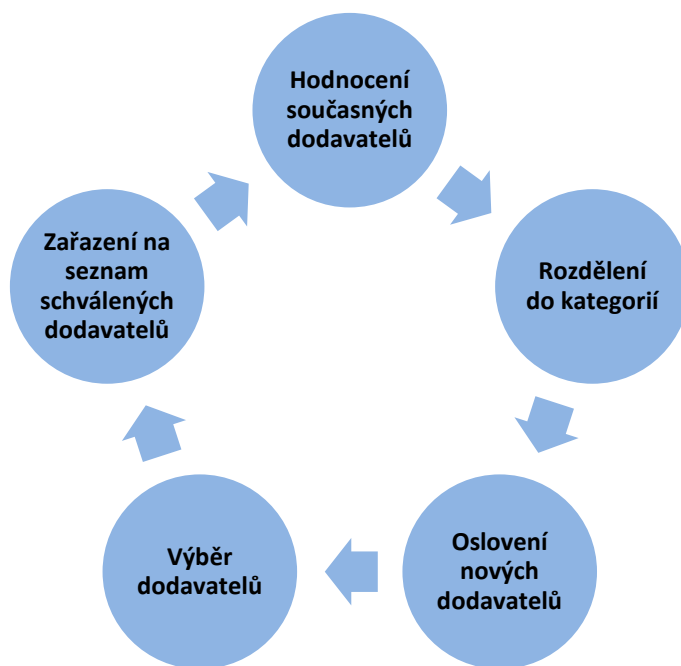 Hodnocení
současných
dodavatelů
Rozdělení
do kategorií
Oslovení
nových
dodavatelů
Výběr
dodavatelů
Zařazení na
seznam
schválených
dodavatelů